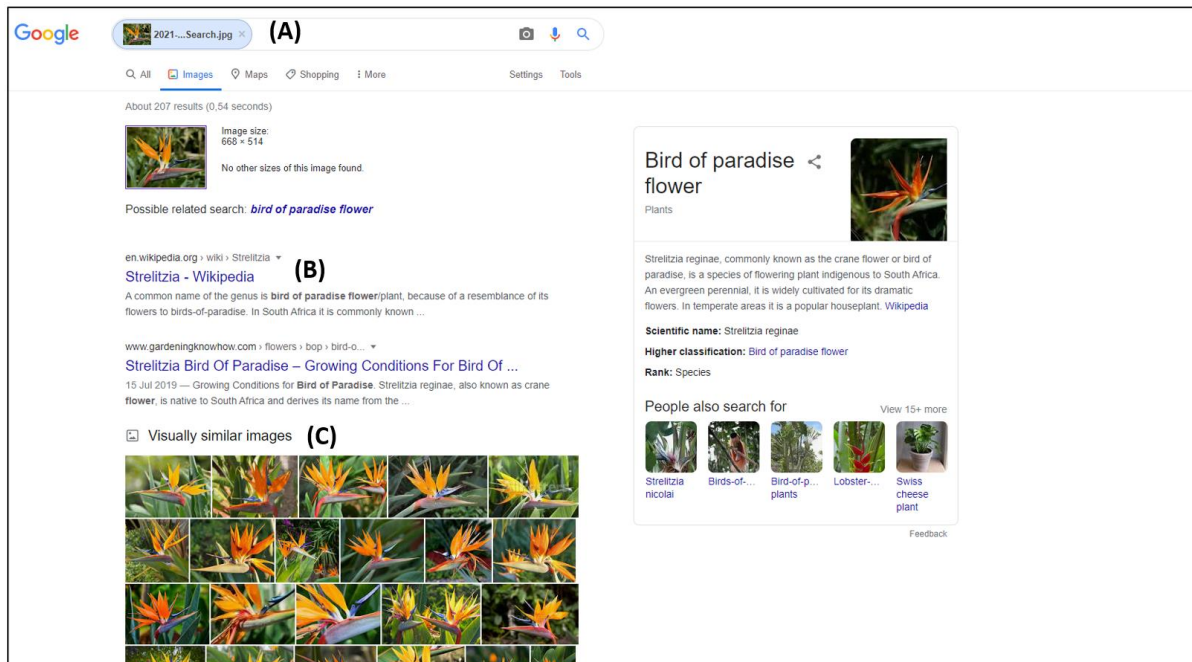 Google
2021-...Search.jpg ×
(A)
All Images Maps Shopping More Settings Tools
About 207 results (0,54 seconds)
Image size:
668 × 514
No other sizes of this image found.
Possible related search: bird of paradise flower
en.wikipedia.org › wiki › Strelitzia
Strelitzia - Wikipedia
(B)
A common name of the genus is bird of paradise flower/plant, because of a resemblance of its
flowers to birds-of-paradise. In South Africa it is commonly known ...
www.gardeningknowhow.com › flowers › bop › bird-o...
Strelitzia Bird Of Paradise – Growing Conditions For Bird Of ...
15 Jul 2019 — Growing Conditions for Bird of Paradise. Strelitzia reginae, also known as crane
flower, is native to South Africa and derives its name from the ...
Visually similar images
(C)
Bird of paradise
flower
Plants
Strelitzia reginae, commonly known as the crane flower or bird of
paradise, is a species of flowering plant indigenous to South Africa.
An evergreen perennial, it is widely cultivated for its dramatic
flowers. In temperate areas it is a popular houseplant. Wikipedia
Scientific name: Strelitzia reginae
Higher classification: Bird of paradise flower
Rank: Species
People also search for
View 15+ more
Strelitzia
nicolai
Birds-of-...
Bird-of-p...
plants
Lobster-...
Swiss
cheese
plant
Feedback